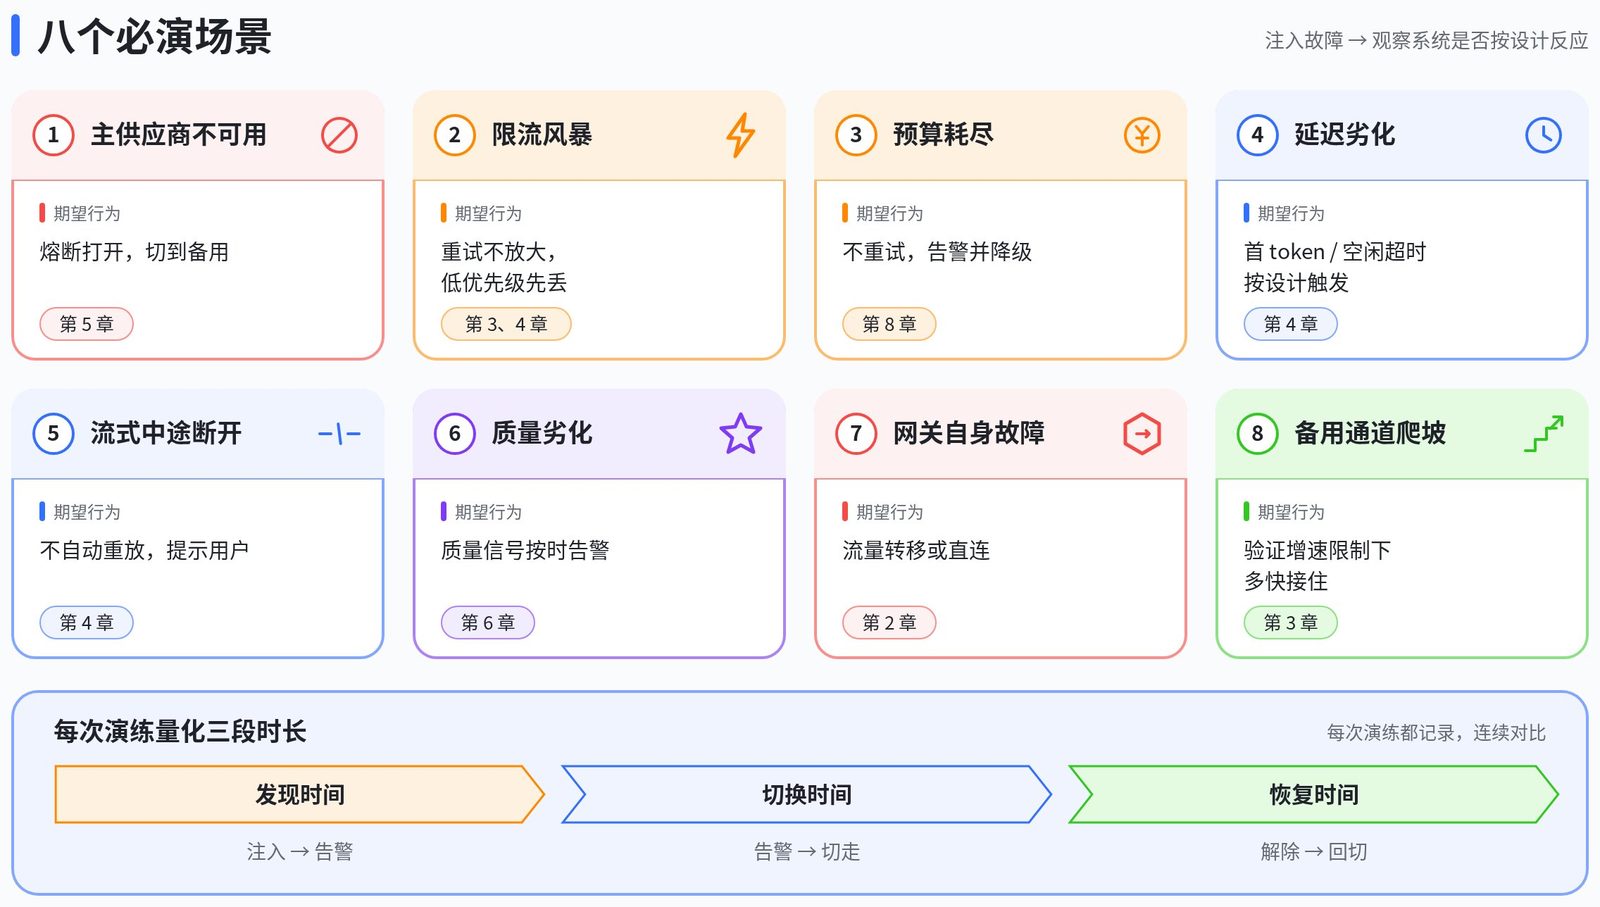 八个必演场景
注入故障 → 观察系统是否按设计反应
1 主供应商不可用
期望行为
熔断打开，切到备用
第 5 章
2 限流风暴
期望行为
重试不放大，
低优先级先丢
第 3、4 章
3 预算耗尽
期望行为
不重试，告警并降级
第 8 章
4 延迟劣化
期望行为
首 token / 空闲超时
按设计触发
第 4 章
5 流式中途断开
期望行为
不自动重放，提示用户
第 4 章
6 质量劣化
期望行为
质量信号按时告警
第 6 章
7 网关自身故障
期望行为
流量转移或直连
第 2 章
8 备用通道爬坡
期望行为
验证增速限制下
多快接住
第 3 章
每次演练量化三段时长
每次演练都记录，连续对比
发现时间
切换时间
恢复时间
注入 → 告警
告警 → 切走
解除 → 回切